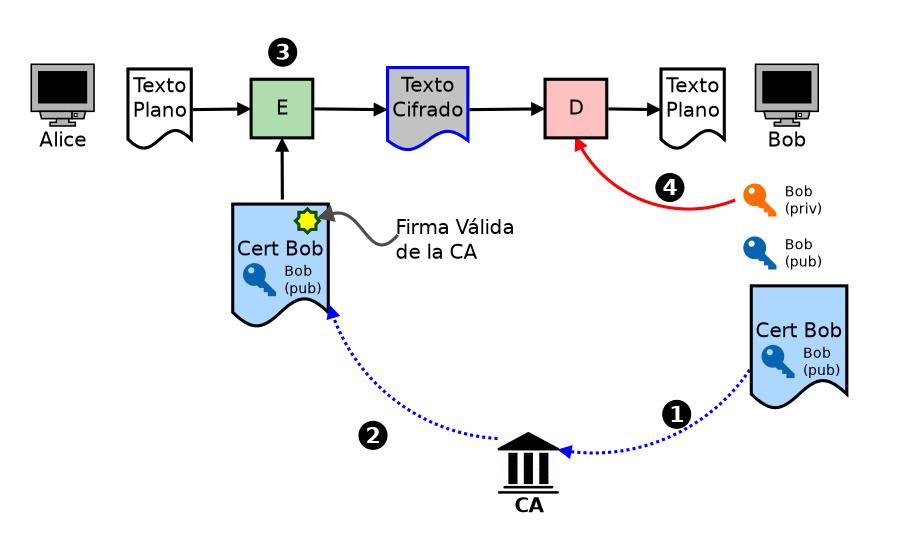 3
Texto
Plano
E
Texto
Cifrado
D
Texto
Plano
Alice
Bob
4
Bob
(priv)
Firma Válida
de la CA
Cert Bob
Bob
(pub)
Bob
(pub)
Cert Bob
Bob
(pub)
1
2
CA